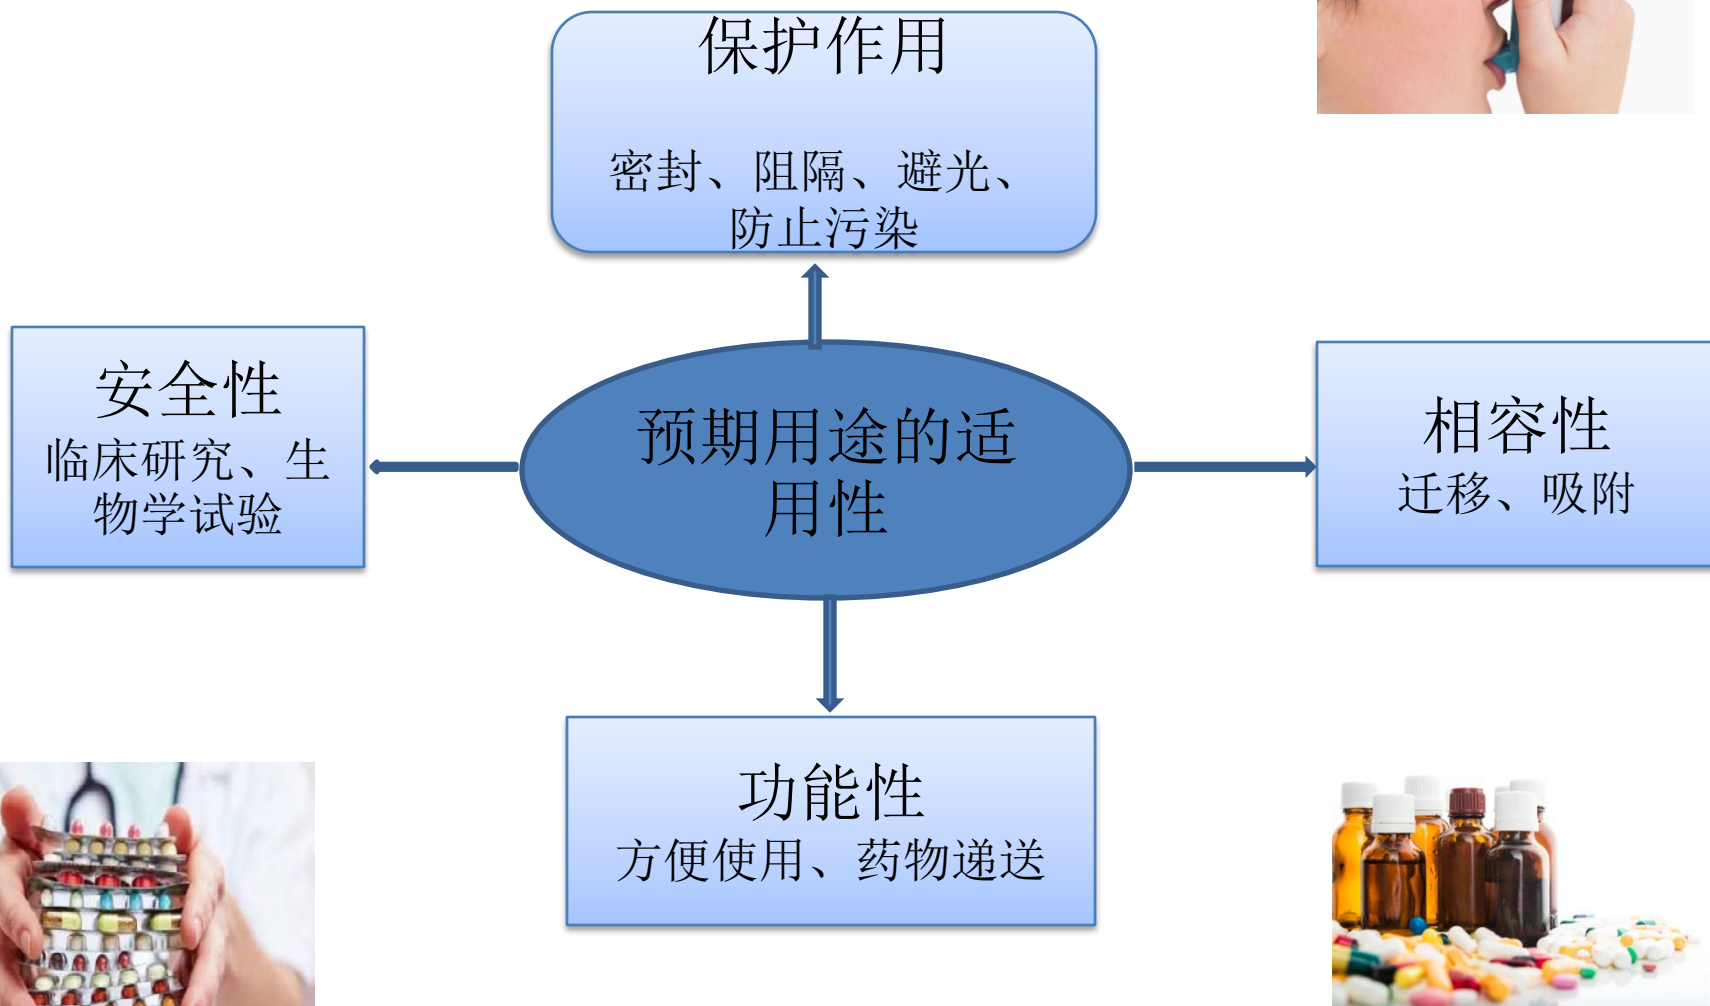 保护作用
密封、阻隔、避光、
防止污染
安全性
临床研究、生
物学试验
预期用途的适
用性
相容性
迁移、吸附
功能性
方便使用、药物递送